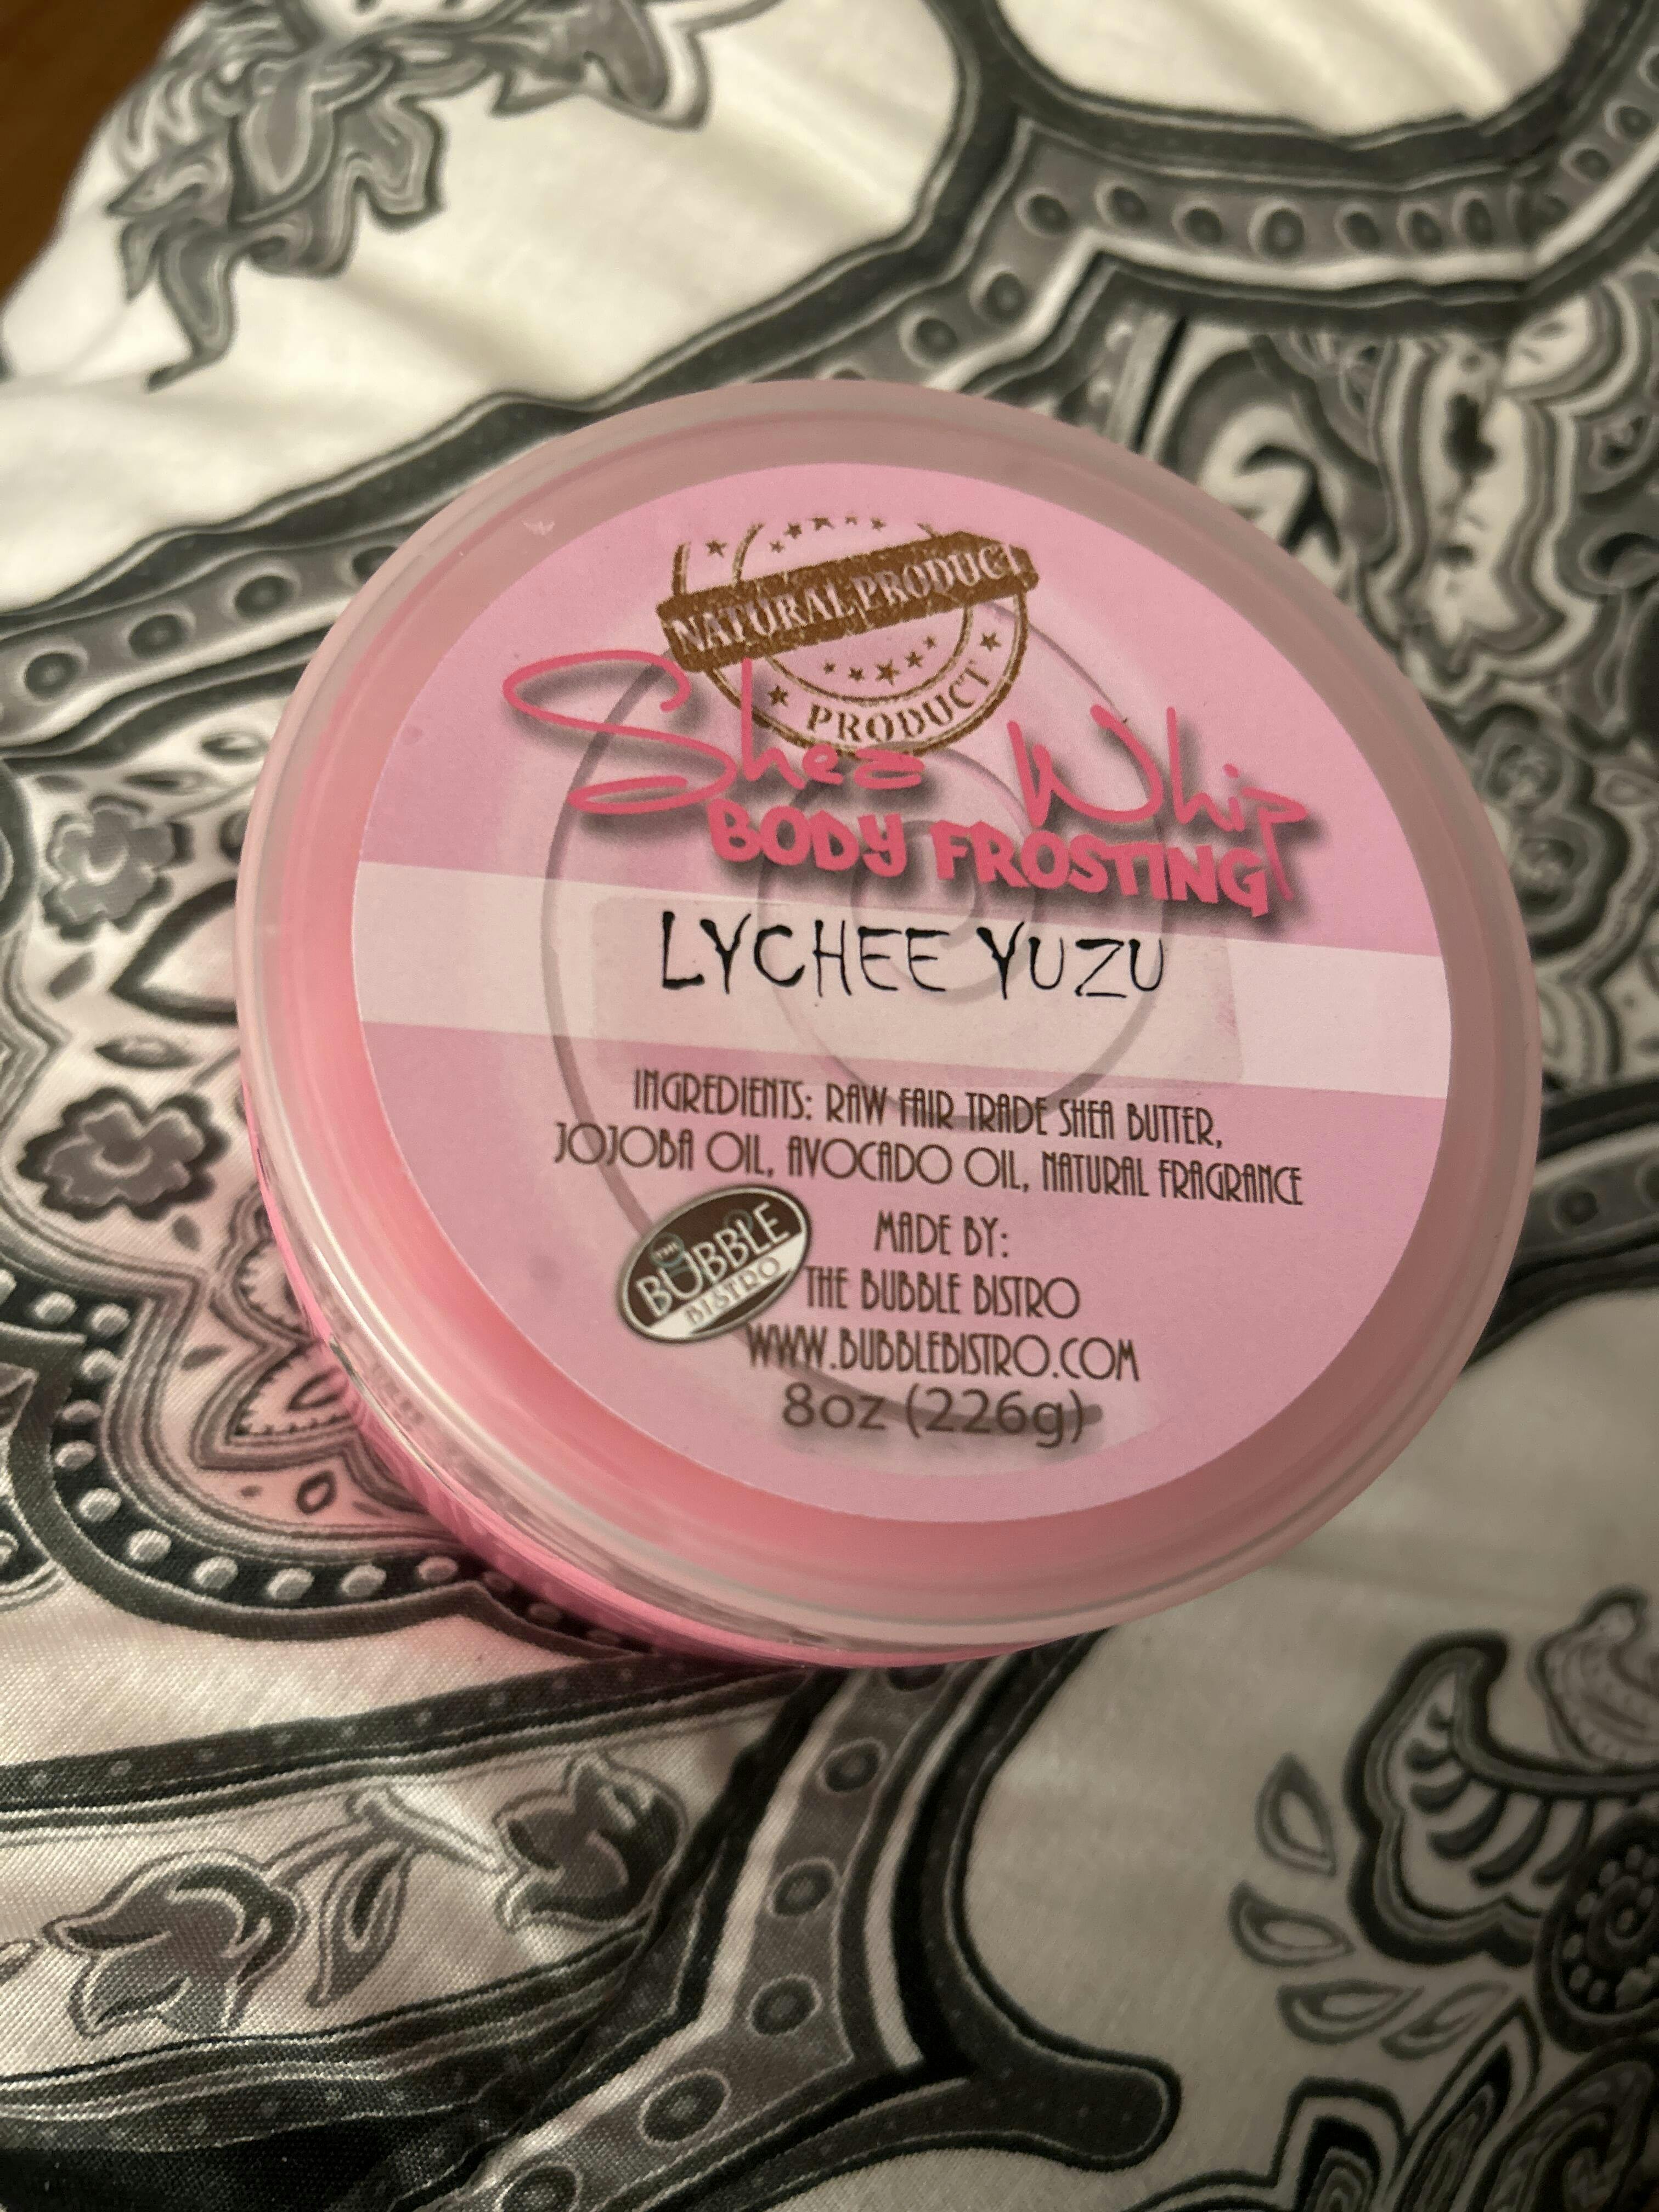 NATURAL PRODUCT
PRODUCT
Shea Whip
BODY FROSTING
LYCHEE YUZU
INGREDIENTS: RAW FAIR TRADE SHEA BUTTER,
JOJOBA OIL, AVOCADO OIL, NATURAL FRAGRANCE
THE
BUBBLE
BISTRO
MADE BY:
THE BUBBLE BISTRO
WWW.BUBBLEBISTRO.COM
8oz (226g)